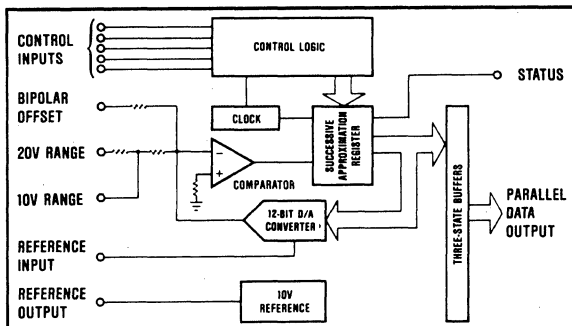 CONTROL
INPUTS
CONTROL LOGIC
STATUS
BIPOLAR
OFFSET
CLOCK
SUCCESSIVE
APPROXIMATION
REGISTER
20V RANGE
-
+
COMPARATOR
10V RANGE
12-BIT D/A
CONVERTER
THREE-STATE BUFFERS
PARALLEL
DATA
OUTPUT
REFERENCE
INPUT
REFERENCE
OUTPUT
10V
REFERENCE